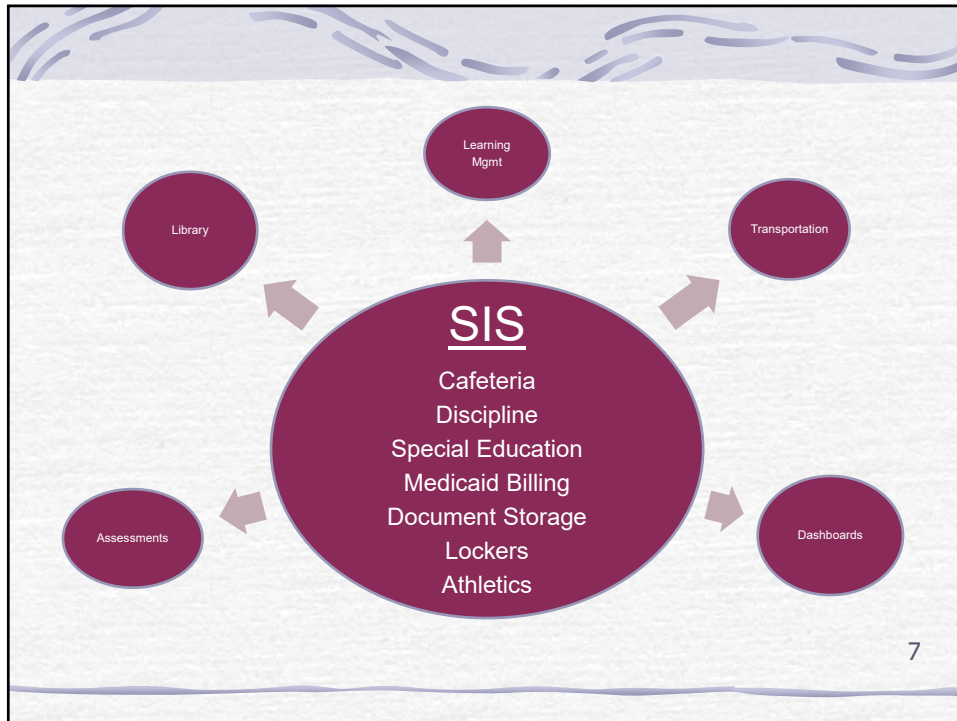 Learning
Mgmt
Library
Transportation
SIS
Cafeteria
Discipline
Special Education
Medicaid Billing
Document Storage
Lockers
Athletics
Assessments
Dashboards
7